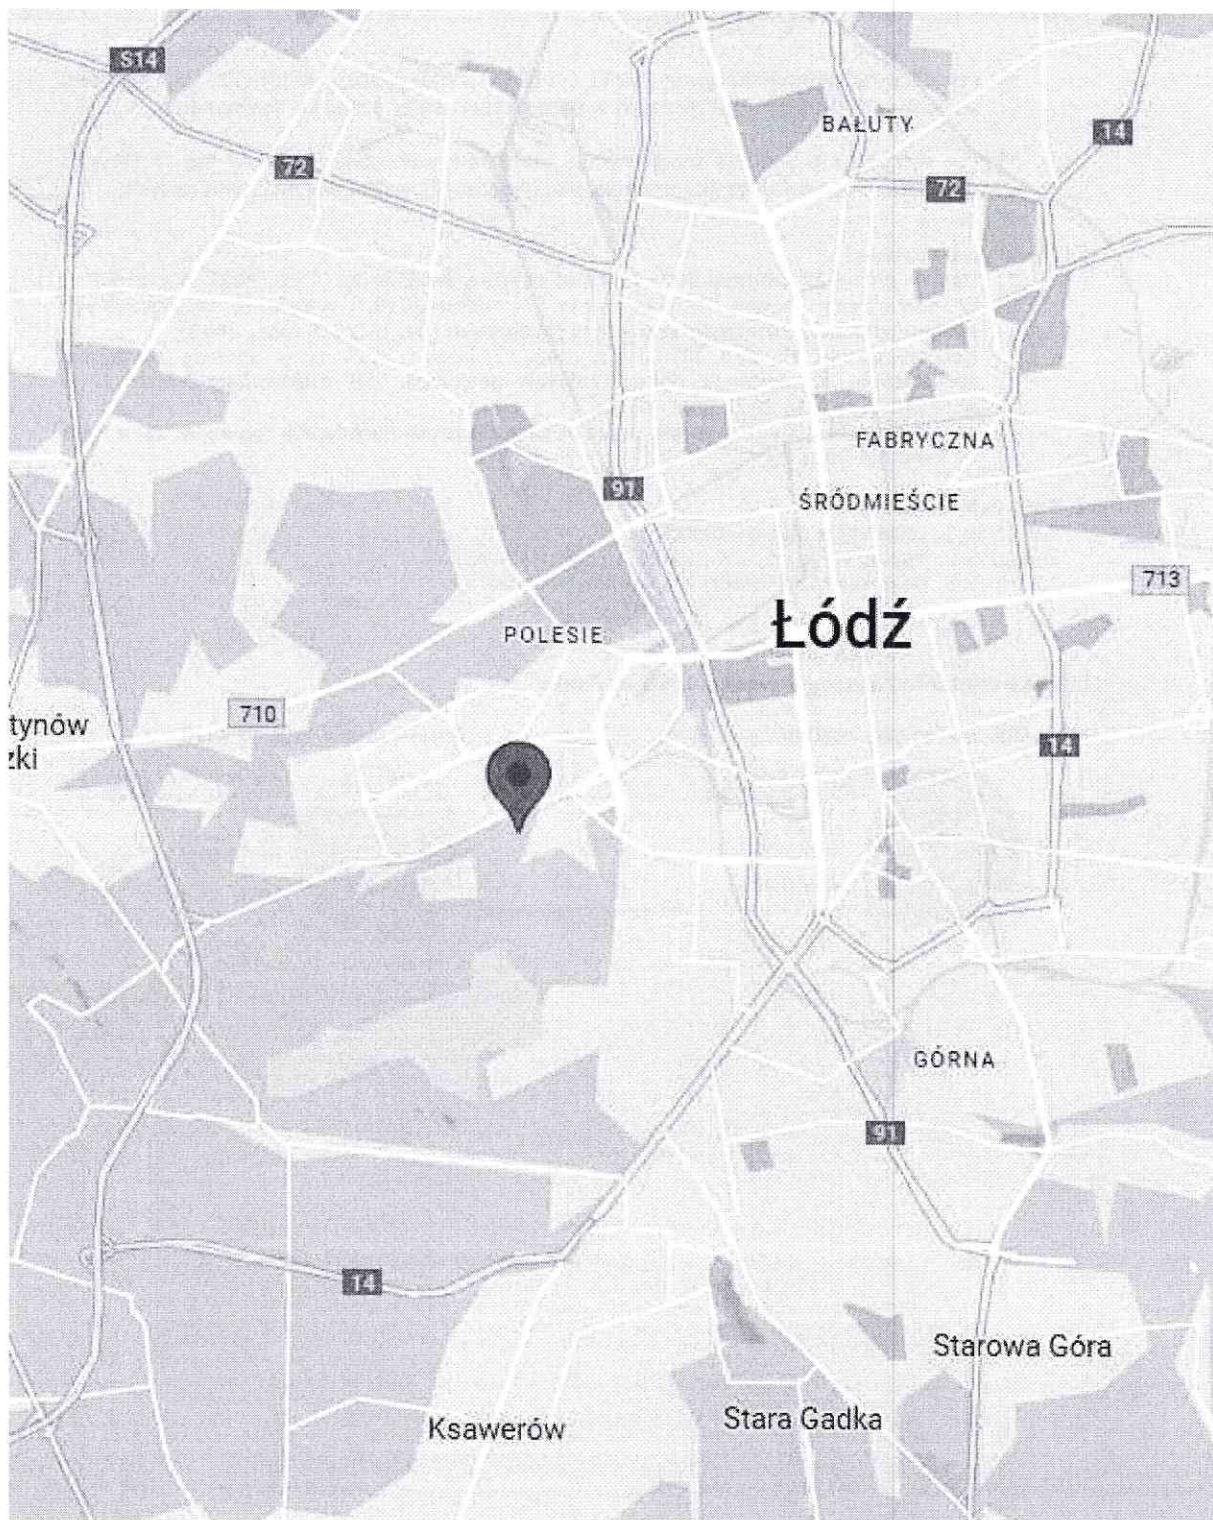 S14
BAŁUTY
14
72
72
FABRYCZNA
91
ŚRÓDMIEŚCIE
713
Łódź
POLESIE
710
tynów
zki
14
GÓRNA
91
14
Starowa Góra
Stara Gadka
Ksawerów